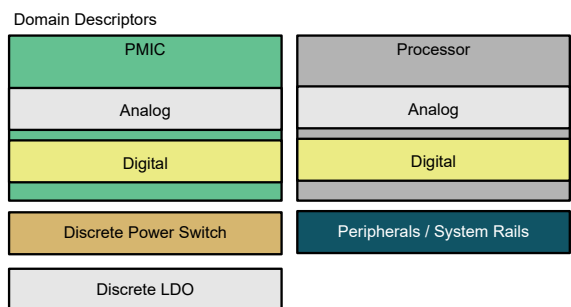 Domain Descriptors
PMIC
Processor
Analog
Analog
Digital
Digital
Discrete Power Switch
Peripherals / System Rails
Discrete LDO